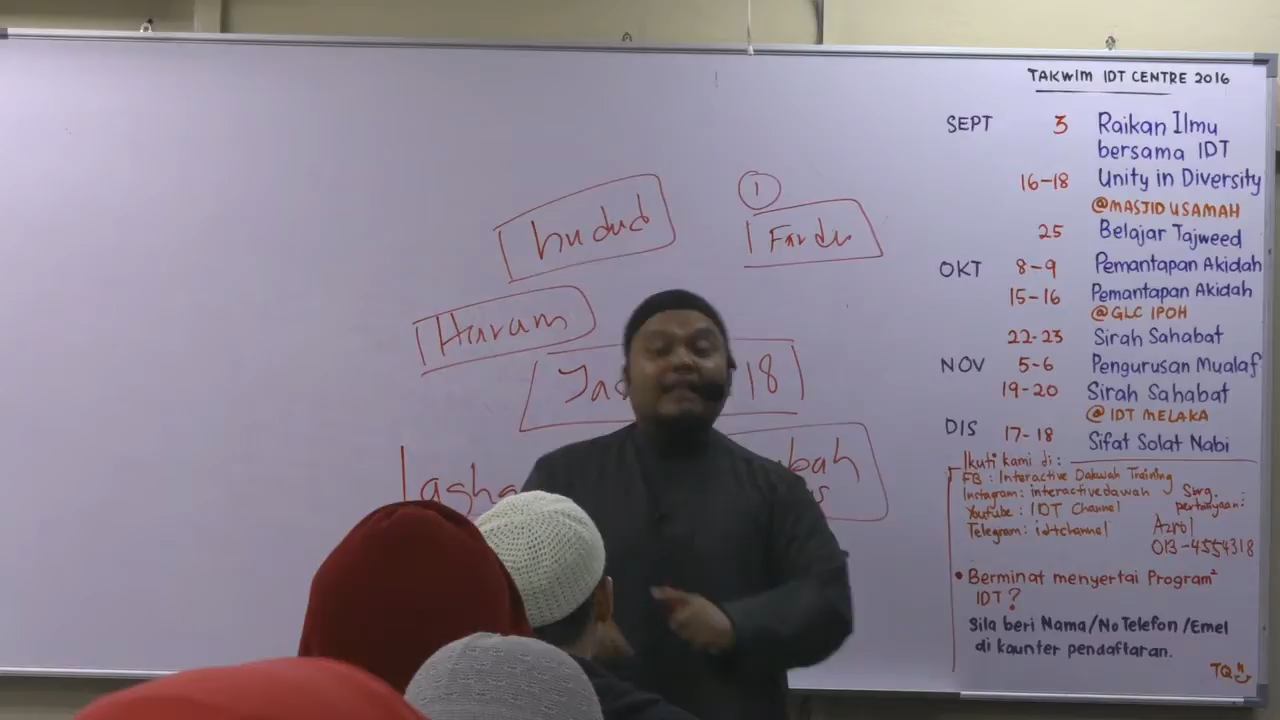 hudud
1
Fardu
Haram
18
TAKWIM IDT CENTRE 2016
SEPT 3 Raikan Ilmu
bersama IDT
16-18 Unity in Diversity
@MASJID USAMAH
25 Belajar Tajweed
OKT 8-9 Pemantapan Akidah
15-16 Pemantapan Akidah
@GLC IPOH
22-23 Sirah Sahabat
NOV 5-6 Pengurusan Mualaf
19-20 Sirah Sahabat
@IDT MELAKA
DIS 17-18 Sifat Solat Nabi
Ikuti kami di:
FB: Interactive Dakwah Training
Instagram: interactivedawah
Youtube: IDT Channel
Telegram: idtchannel
Sbrg.
pertanyaan:
Azrol
013-4554318
• Berminat menyertai Program²
IDT?
Sila beri Nama/No Telefon/Emel
di kaunter pendaftaran.
TQ